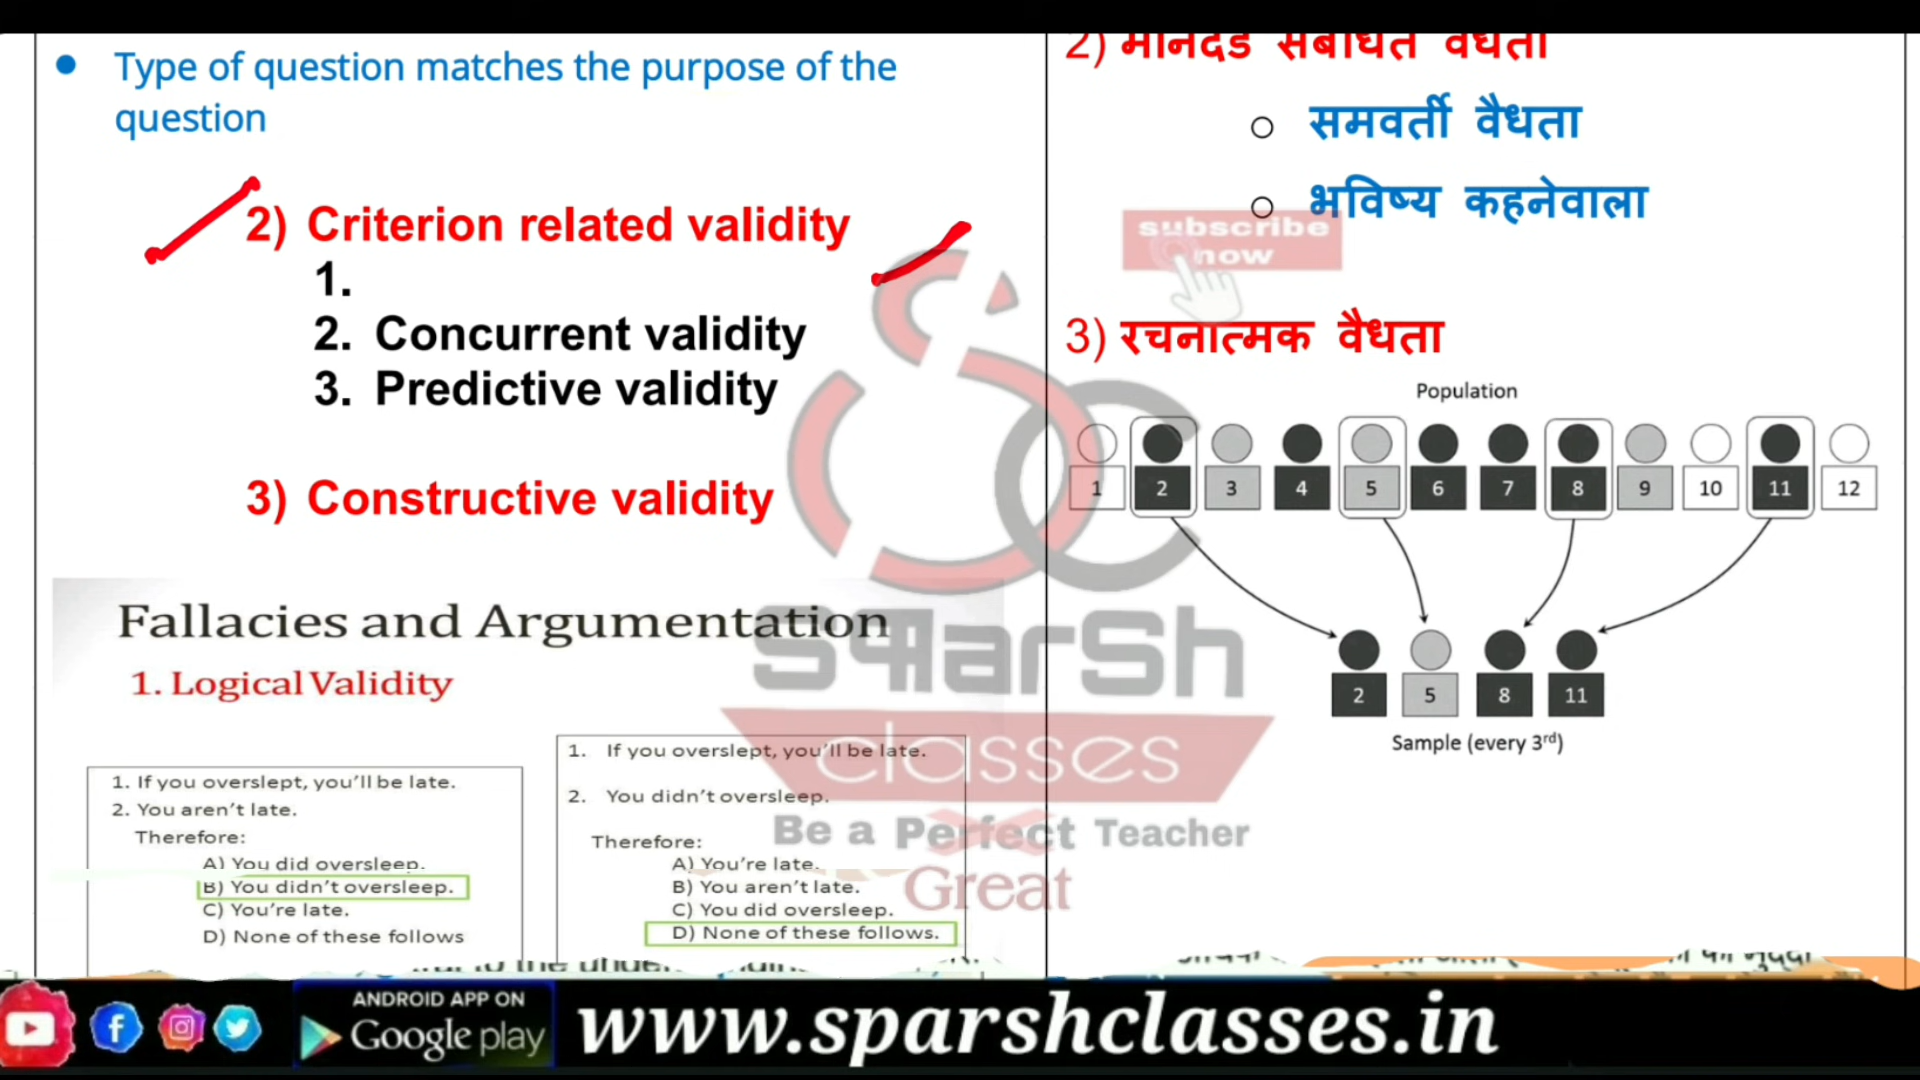 Type of question matches the purpose of the
question
2) Criterion related validity
1.
2. Concurrent validity
3. Predictive validity
3) Constructive validity
Fallacies and Argumentation
1. Logical Validity
1. If you overslept, you'll be late.
2. You aren't late.
Therefore:
A) You did oversleep.
B) You didn't oversleep.
C) You're late.
D) None of these follows
1. If you overslept, you'll be late.
2. You didn't oversleep.
Therefore:
A) You're late.
B) You aren't late.
C) You did oversleep.
D) None of these follows.
2) मानदंड संबंधित वैधता
समवर्ती वैधता
भविष्य कहनेवाला
subscribe
now
3) रचनात्मक वैधता
Population
1 2 3 4 5 6 7 8 9 10 11 12
2 5 8 11
Sample (every 3rd)
sपarsh
classes
Be a Perfect Teacher
Great
ANDROID APP ON
Google play
www.sparshclasses.in